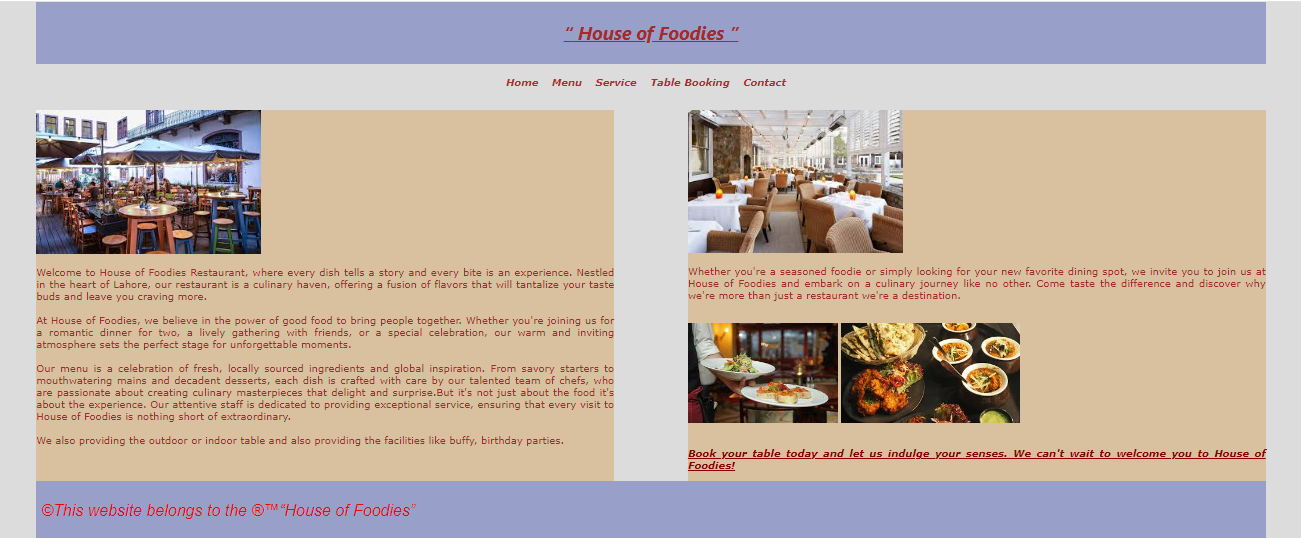 “ House of Foodies ”
Home Menu Service Table Booking Contact
Welcome to House of Foodies Restaurant, where every dish tells a story and every bite is an experience. Nestled
in the heart of Lahore, our restaurant is a culinary haven, offering a fusion of flavors that will tantalize your taste
buds and leave you craving more.
At House of Foodies, we believe in the power of good food to bring people together. Whether you're joining us for
a romantic dinner for two, a lively gathering with friends, or a special celebration, our warm and inviting
atmosphere sets the perfect stage for unforgettable moments.
Our menu is a celebration of fresh, locally sourced ingredients and global inspiration. From savory starters to
mouthwatering mains and decadent desserts, each dish is crafted with care by our talented team of chefs, who
are passionate about creating culinary masterpieces that delight and surprise.But it's not just about the food it's
about the experience. Our attentive staff is dedicated to providing exceptional service, ensuring that every visit to
House of Foodies is nothing short of extraordinary.
We also providing the outdoor or indoor table and also providing the facilities like buffy, birthday parties.
Whether you're a seasoned foodie or simply looking for your new favorite dining spot, we invite you to join us at
House of Foodies and embark on a culinary journey like no other. Come taste the difference and discover why
we're more than just a restaurant we're a destination.
Book your table today and let us indulge your senses. We can't wait to welcome you to House of
Foodies!
©This website belongs to the ®™“House of Foodies”